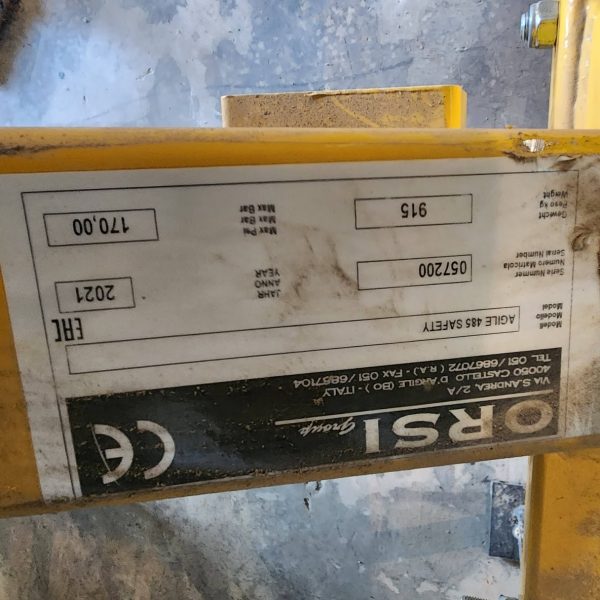 ORSI
Group
CE
VIA S.ANDREA, 2/A
40050 CASTELLO D'ARGILE (BO) - ITALY
TEL. 051 / 6867072 ( R.A.) - FAX 051 / 6867104
Modell
Modello
Model
AGILE 485 SAFETY
EAC
Serie Nummer
Numero Matricola
Serial Number
057200
JAHR
ANNO
YEAR
2021
Gewicht
Peso kg
Weight
915
Max Psi
Max Bar
Max Bar
170,00